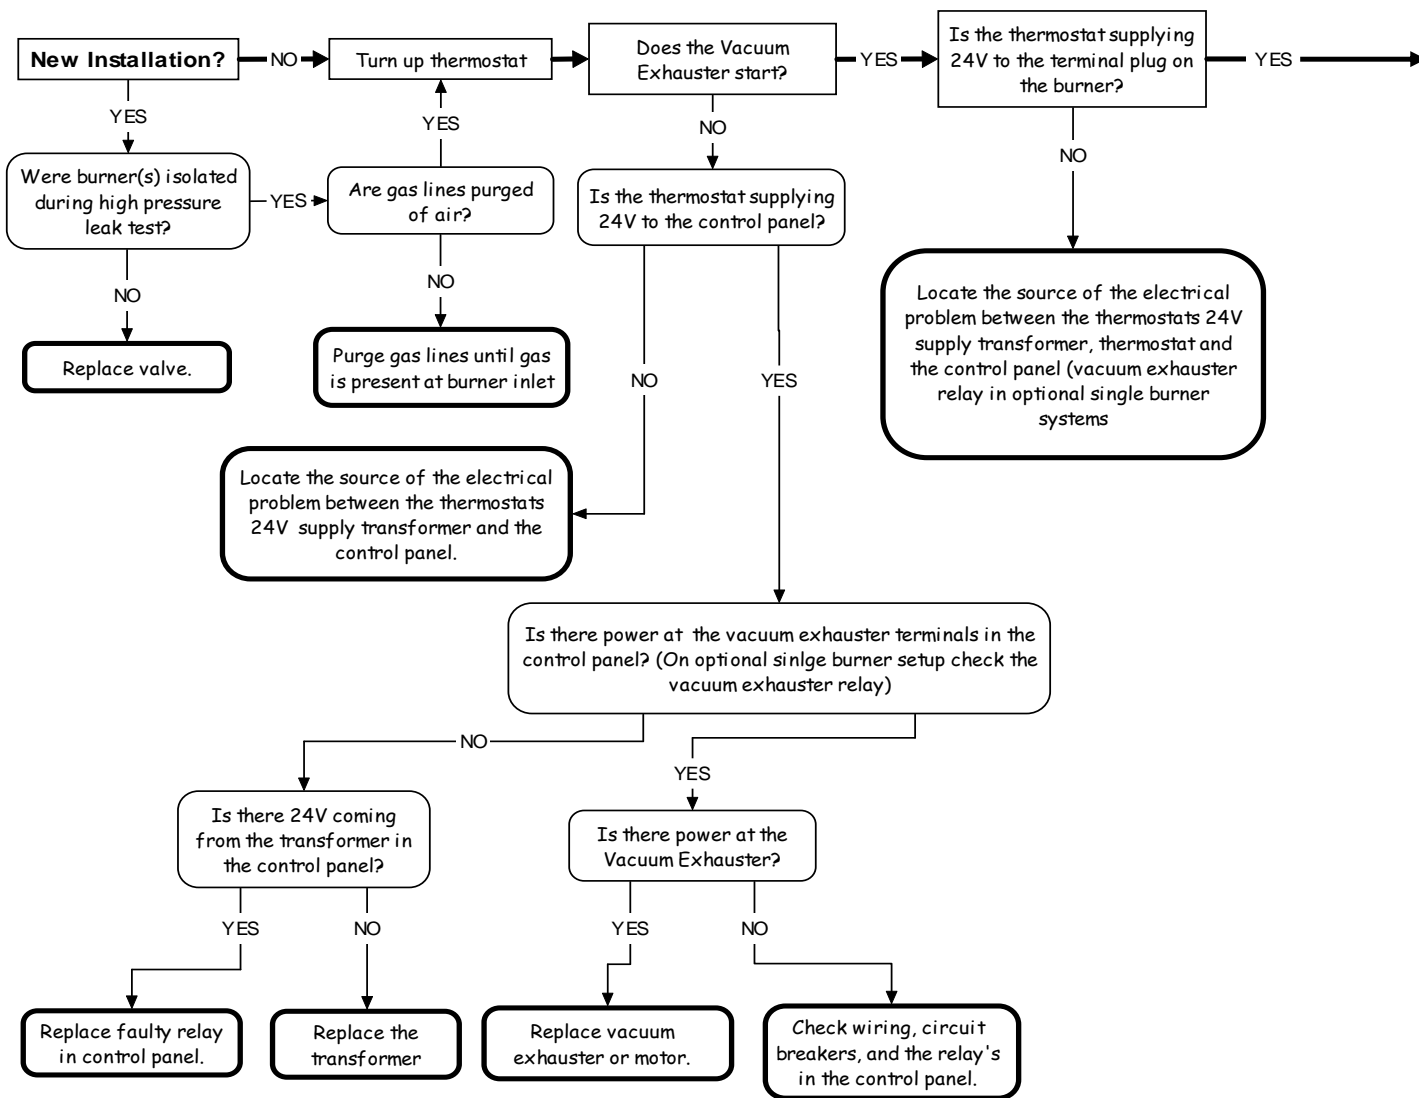 New Installation?
NO
Turn up thermostat
Does the Vacuum
Exhauster start?
YES
Is the thermostat supplying
24V to the terminal plug on
the burner?
YES
YES
YES
NO
NO
Were burner(s) isolated
during high pressure
leak test?
YES
Are gas lines purged
of air?
Is the thermostat supplying
24V to the control panel?
NO
NO
Locate the source of the electrical
problem between the thermostats 24V
supply transformer, thermostat and
the control panel (vacuum exhauster
relay in optional single burner
systems
Replace valve.
Purge gas lines until gas
is present at burner inlet
NO
YES
Locate the source of the electrical
problem between the thermostats
24V supply transformer and the
control panel.
Is there power at the vacuum exhauster terminals in the
control panel? (On optional sinlge burner setup check the
vacuum exhauster relay)
NO
YES
Is there 24V coming
from the transformer in
the control panel?
Is there power at the
Vacuum Exhauster?
YES
NO
YES
NO
Replace faulty relay
in control panel.
Replace the
transformer
Replace vacuum
exhauster or motor.
Check wiring, circuit
breakers, and the relay's
in the control panel.